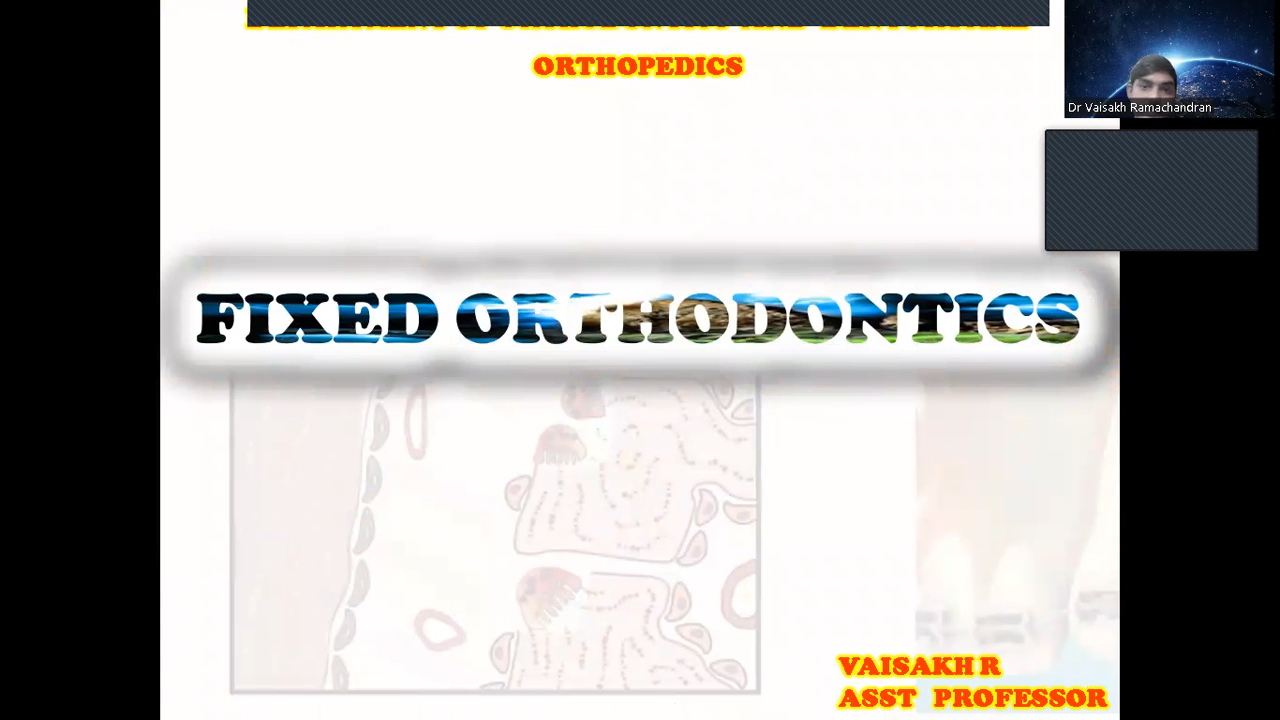 ORTHOPEDICS
Dr Vaisakh Ramachandran
FIXED ORTHODONTICS
VAISAKH R
ASST PROFESSOR